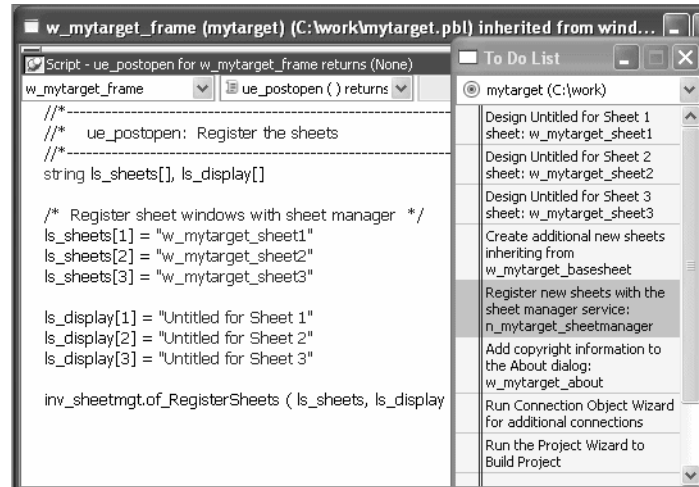 w_mytarget_frame (mytarget) (C:\work\mytarget.pbl) inherited from wind...
Script - ue_postopen for w_mytarget_frame returns (None)
w_mytarget_frame
ue_postopen ( ) returns
//*---------------------------------------------------------------
//* ue_postopen: Register the sheets
//*---------------------------------------------------------------
string ls_sheets[], ls_display[]
/* Register sheet windows with sheet manager */
ls_sheets[1] = "w_mytarget_sheet1"
ls_sheets[2] = "w_mytarget_sheet2"
ls_sheets[3] = "w_mytarget_sheet3"
ls_display[1] = "Untitled for Sheet 1"
ls_display[2] = "Untitled for Sheet 2"
ls_display[3] = "Untitled for Sheet 3"
inv_sheetmgt.of_RegisterSheets ( ls_sheets, ls_display
To Do List
mytarget (C:\work)
Design Untitled for Sheet 1
sheet: w_mytarget_sheet1
Design Untitled for Sheet 2
sheet: w_mytarget_sheet2
Design Untitled for Sheet 3
sheet: w_mytarget_sheet3
Create additional new sheets
inheriting from
w_mytarget_basesheet
Register new sheets with the
sheet manager service:
n_mytarget_sheetmanager
Add copyright information to
the About dialog:
w_mytarget_about
Run Connection Object Wizard
for additional connections
Run the Project Wizard to
Build Project